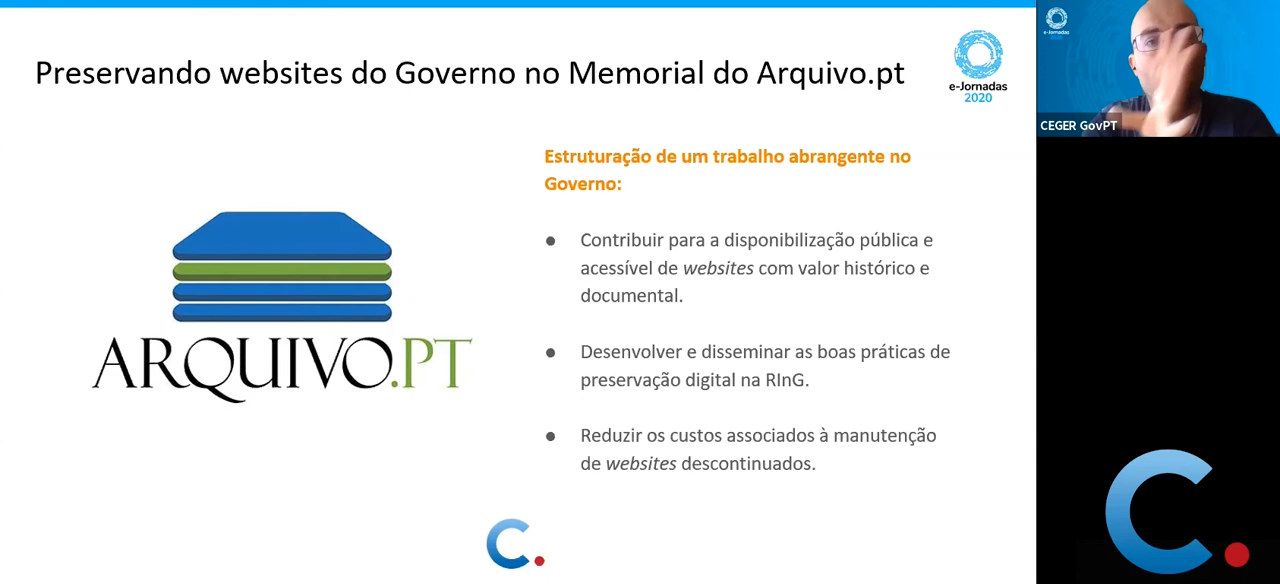 Preservando websites do Governo no Memorial do Arquivo.pt
e-Jornadas
2020
Estruturação de um trabalho abrangente no
Governo:
● Contribuir para a disponibilização pública e
acessível de websites com valor histórico e
documental.
● Desenvolver e disseminar as boas práticas de
preservação digital na RInG.
● Reduzir os custos associados à manutenção
de websites descontinuados.
ARQUIVO.PT
C.
e-Jornadas
2020
CEGER GovPT
C.